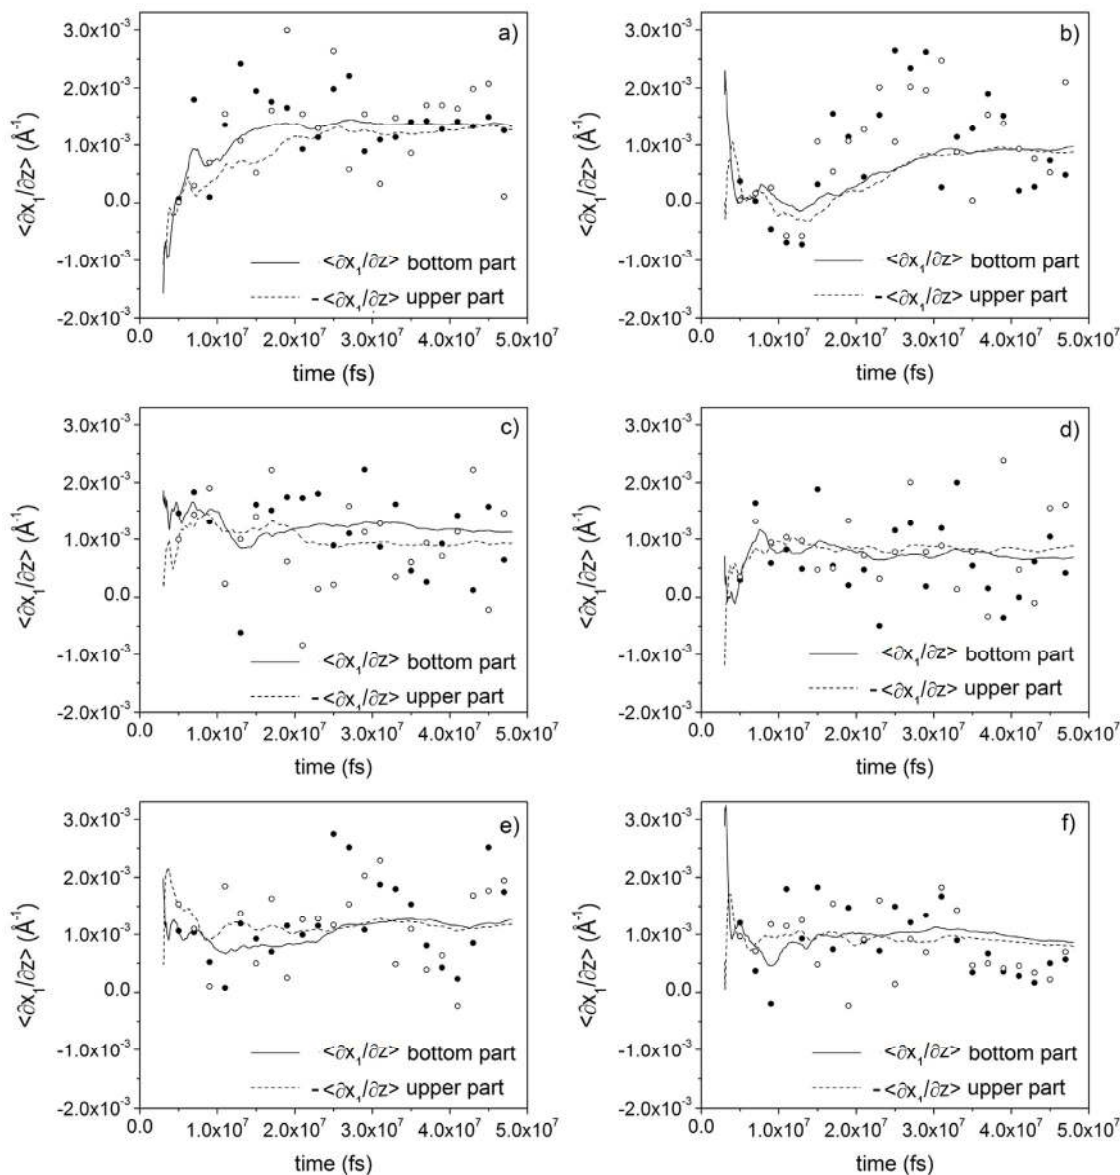 a)
<∂x₁/∂z> (Å⁻¹)
3.0x10⁻³
2.0x10⁻³
1.0x10⁻³
0.0
-1.0x10⁻³
-2.0x10⁻³
<∂x₁/∂z> bottom part
-<∂x₁/∂z> upper part
0.0 1.0x10⁷ 2.0x10⁷ 3.0x10⁷ 4.0x10⁷ 5.0x10⁷
time (fs)
b)
<∂x₁/∂z> (Å⁻¹)
3.0x10⁻³
2.0x10⁻³
1.0x10⁻³
0.0
-1.0x10⁻³
-2.0x10⁻³
<∂x₁/∂z> bottom part
-<∂x₁/∂z> upper part
0.0 1.0x10⁷ 2.0x10⁷ 3.0x10⁷ 4.0x10⁷ 5.0x10⁷
time (fs)
c)
<∂x₁/∂z> (Å⁻¹)
3.0x10⁻³
2.0x10⁻³
1.0x10⁻³
0.0
-1.0x10⁻³
-2.0x10⁻³
<∂x₁/∂z> bottom part
-<∂x₁/∂z> upper part
0.0 1.0x10⁷ 2.0x10⁷ 3.0x10⁷ 4.0x10⁷ 5.0x10⁷
time (fs)
d)
<∂x₁/∂z> (Å⁻¹)
3.0x10⁻³
2.0x10⁻³
1.0x10⁻³
0.0
-1.0x10⁻³
-2.0x10⁻³
<∂x₁/∂z> bottom part
-<∂x₁/∂z> upper part
0.0 1.0x10⁷ 2.0x10⁷ 3.0x10⁷ 4.0x10⁷ 5.0x10⁷
time (fs)
e)
<∂x₁/∂z> (Å⁻¹)
3.0x10⁻³
2.0x10⁻³
1.0x10⁻³
0.0
-1.0x10⁻³
-2.0x10⁻³
<∂x₁/∂z> bottom part
-<∂x₁/∂z> upper part
0.0 1.0x10⁷ 2.0x10⁷ 3.0x10⁷ 4.0x10⁷ 5.0x10⁷
time (fs)
f)
<∂x₁/∂z> (Å⁻¹)
3.0x10⁻³
2.0x10⁻³
1.0x10⁻³
0.0
-1.0x10⁻³
-2.0x10⁻³
<∂x₁/∂z> bottom part
-<∂x₁/∂z> upper part
0.0 1.0x10⁷ 2.0x10⁷ 3.0x10⁷ 4.0x10⁷ 5.0x10⁷
time (fs)